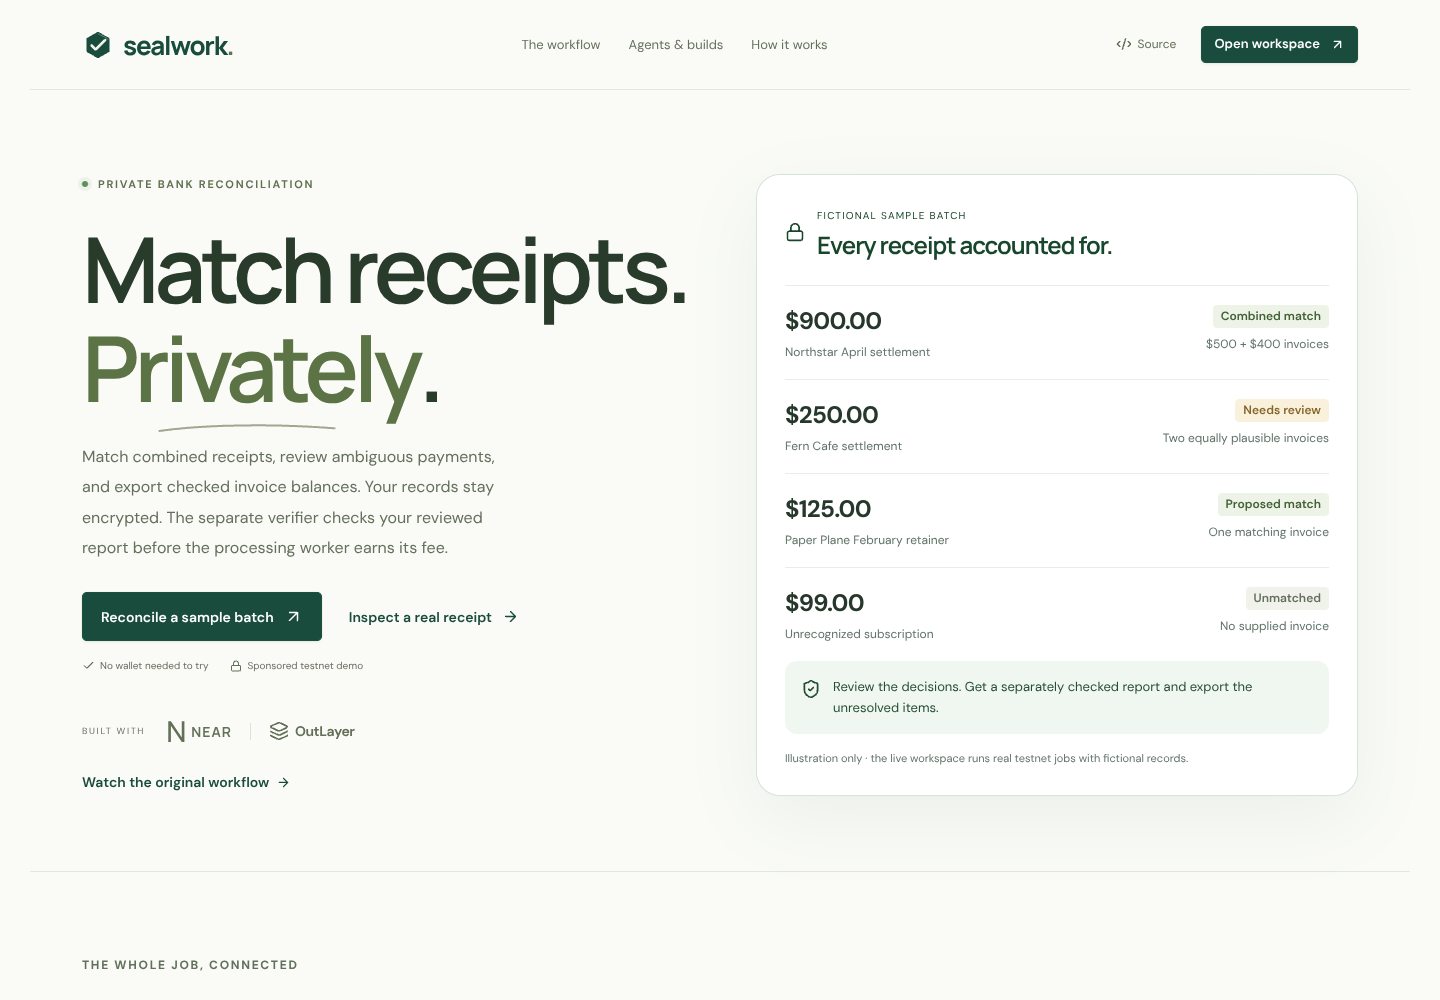 sealwork.
The workflow
Agents & builds
How it works
Source
Open workspace
PRIVATE BANK RECONCILIATION
Match receipts.
Privately.
Match combined receipts, review ambiguous payments,
and export checked invoice balances. Your records stay
encrypted. The separate verifier checks your reviewed
report before the processing worker earns its fee.
Reconcile a sample batch
Inspect a real receipt
No wallet needed to try
Sponsored testnet demo
BUILT WITH
NEAR
OutLayer
Watch the original workflow
FICTIONAL SAMPLE BATCH
Every receipt accounted for.
$900.00
Combined match
Northstar April settlement
$500 + $400 invoices
$250.00
Needs review
Fern Cafe settlement
Two equally plausible invoices
$125.00
Proposed match
Paper Plane February retainer
One matching invoice
$99.00
Unmatched
Unrecognized subscription
No supplied invoice
Review the decisions. Get a separately checked report and export the
unresolved items.
Illustration only · the live workspace runs real testnet jobs with fictional records.
THE WHOLE JOB, CONNECTED